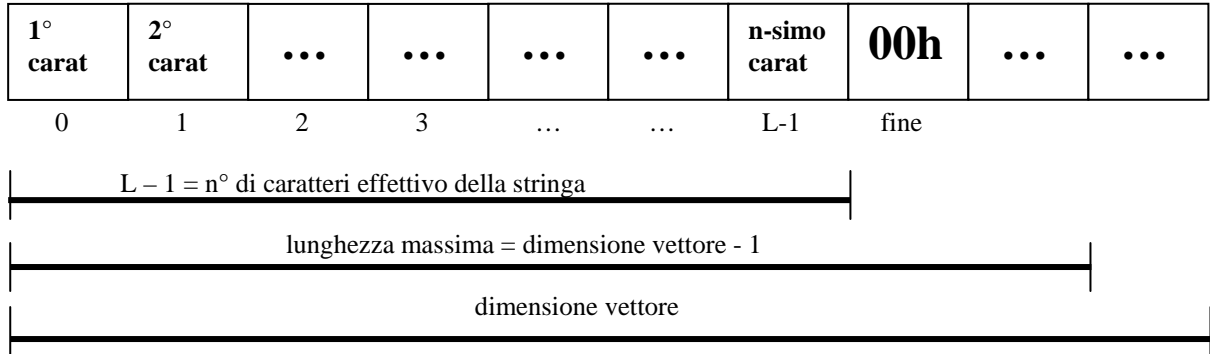 1° 2° ... ... ... ... n-simo 00h ... ...
carat carat carat
0 1 2 3 … … L-1 fine
L – 1 = n° di caratteri effettivo della stringa
lunghezza massima = dimensione vettore - 1
dimensione vettore